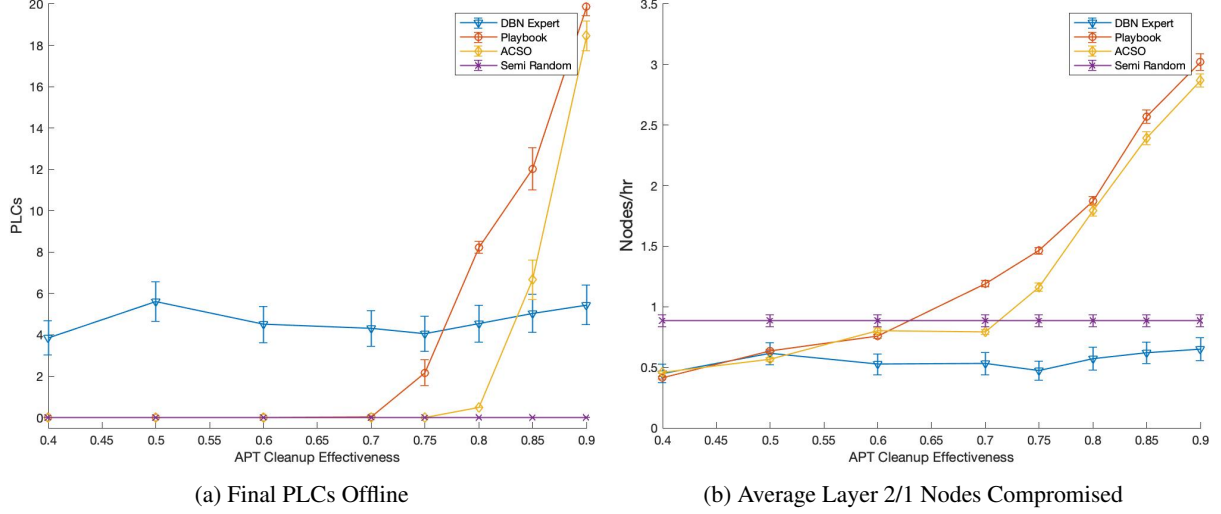 20
18
16
14
12
10
8
6
4
2
0
PLCs
0.4 0.45 0.5 0.55 0.6 0.65 0.7 0.75 0.8 0.85 0.9
APT Cleanup Effectiveness
DBN Expert
Playbook
ACSO
Semi Random
(a) Final PLCs Offline
3.5
3
2.5
2
1.5
1
0.5
0
Nodes/hr
0.4 0.45 0.5 0.55 0.6 0.65 0.7 0.75 0.8 0.85 0.9
APT Cleanup Effectiveness
DBN Expert
Playbook
ACSO
Semi Random
(b) Average Layer 2/1 Nodes Compromised